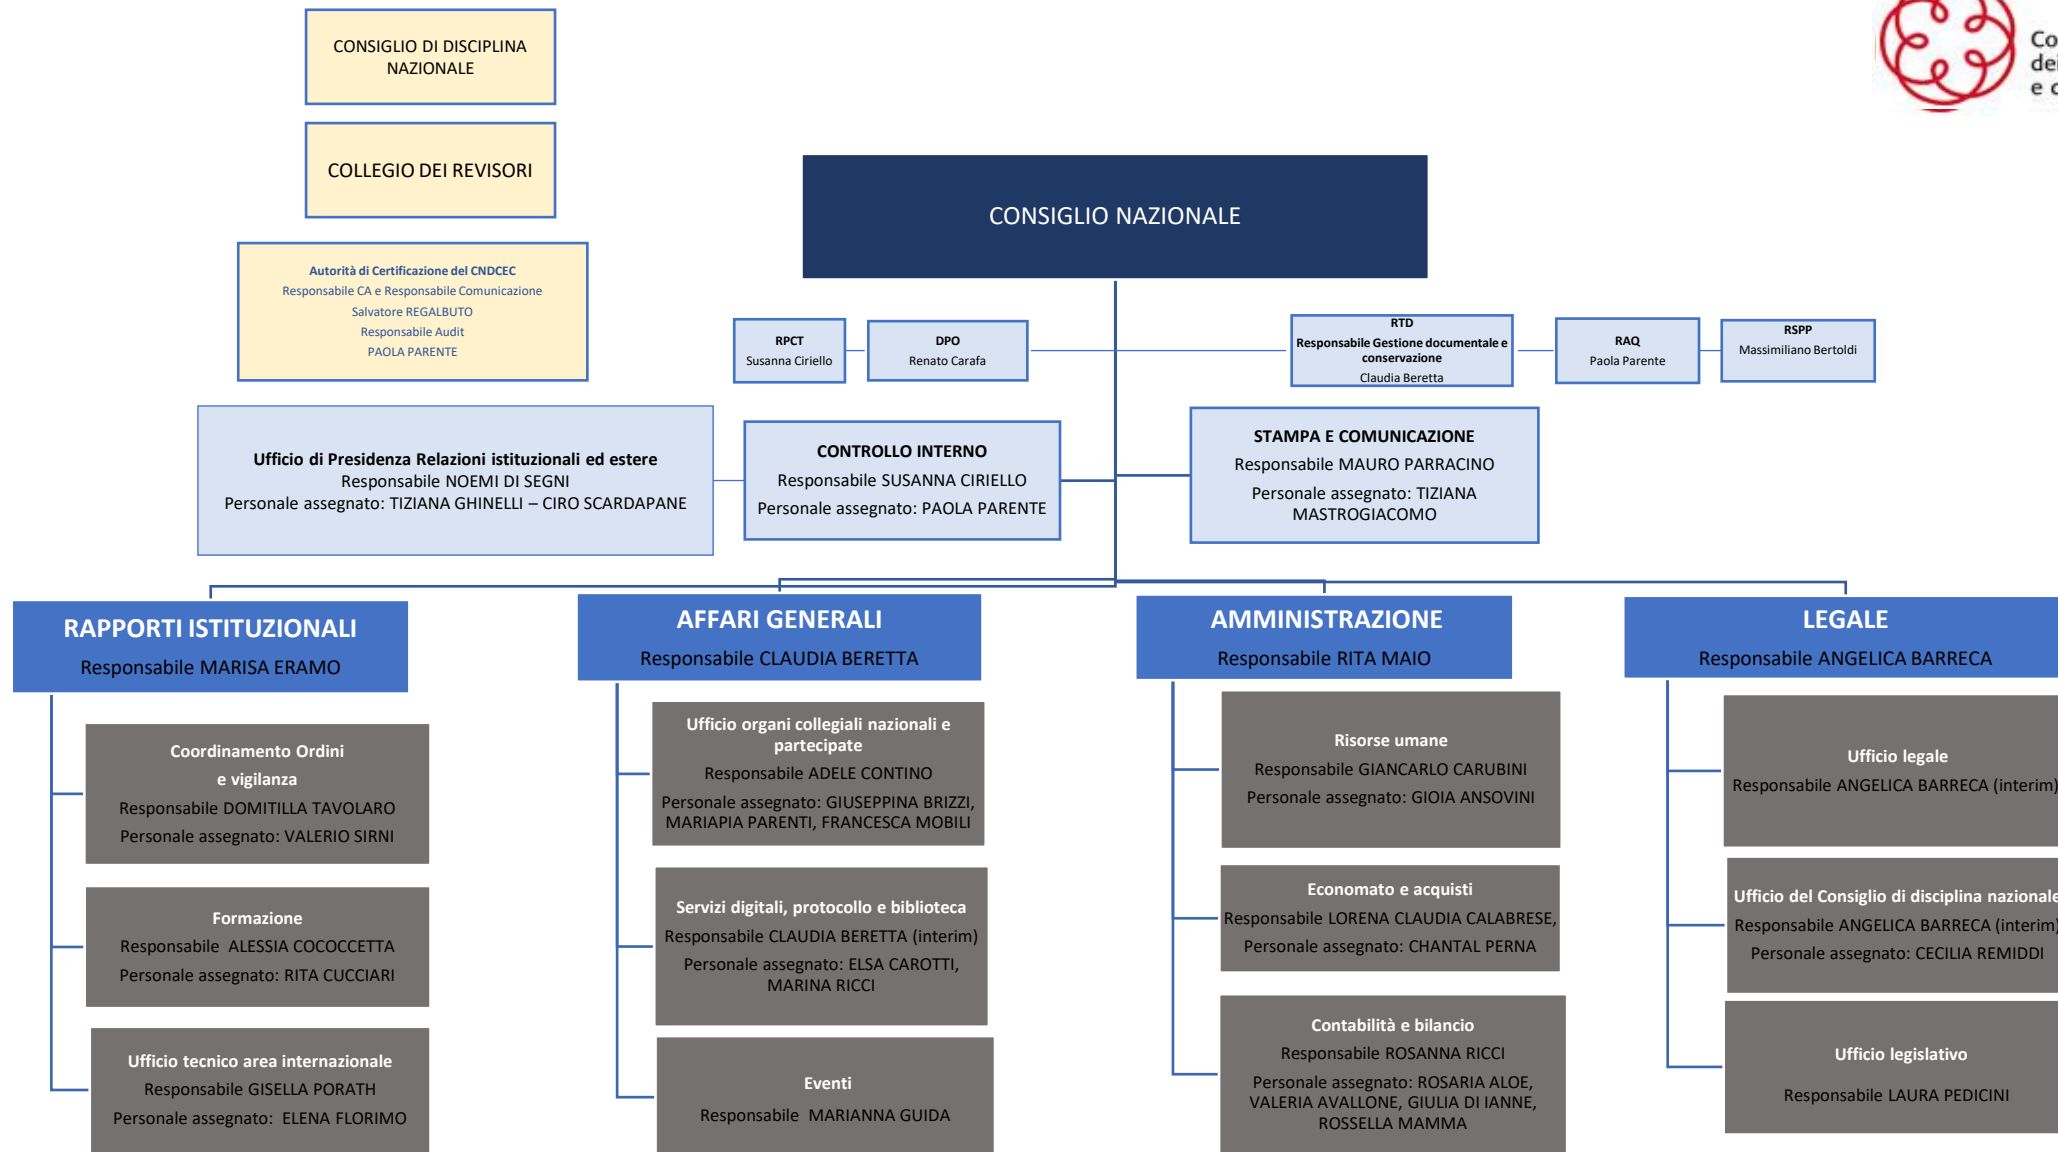 CONSIGLIO DI DISCIPLINA
NAZIONALE
COLLEGIO DEI REVISORI
Autorità di Certificazione del CNDCEC
Responsabile CA e Responsabile Comunicazione
Salvatore REGALBUTO
Responsabile Audit
PAOLA PARENTE
dei
CONSIGLIO NAZIONALE
RPCT
Susanna Ciriello
DPO
Renato Carafa
RTD
Responsabile Gestione documentale e
conservazione
Claudia Beretta
RAQ
Paola Parente
RSPP
Massimiliano Bertoldi
Ufficio di Presidenza Relazioni istituzionali ed estere
Responsabile NOEMI DI SEGNI
Personale assegnato: TIZIANA GHINELLI – CIRO SCARDAPANE
CONTROLLO INTERNO
Responsabile SUSANNA CIRIELLO
Personale assegnato: PAOLA PARENTE
STAMPA E COMUNICAZIONE
Responsabile MAURO PARRACINO
Personale assegnato: TIZIANA
MASTROGIACOMO
RAPPORTI ISTITUZIONALI
Responsabile MARISA ERAMO
Coordinamento Ordini
e vigilanza
Responsabile DOMITILLA TAVOLARO
Personale assegnato: VALERIO SIRNI
Formazione
Responsabile ALESSIA COCOCCETTA
Personale assegnato: RITA CUCCIARI
Ufficio tecnico area internazionale
Responsabile GISELLA PORATH
Personale assegnato: ELENA FLORIMO
AFFARI GENERALI
Responsabile CLAUDIA BERETTA
Ufficio organi collegiali nazionali e
partecipate
Responsabile ADELE CONTINO
Personale assegnato: GIUSEPPINA BRIZZI,
MARIAPIA PARENTI, FRANCESCA MOBILI
Servizi digitali, protocollo e biblioteca
Responsabile CLAUDIA BERETTA (interim)
Personale assegnato: ELSA CAROTTI,
MARINA RICCI
Eventi
Responsabile MARIANNA GUIDA
AMMINISTRAZIONE
Responsabile RITA MAIO
Risorse umane
Responsabile GIANCARLO CARUBINI
Personale assegnato: GIOIA ANSOVINI
Economato e acquisti
Responsabile LORENA CLAUDIA CALABRESE,
Personale assegnato: CHANTAL PERNA
Contabilità e bilancio
Responsabile ROSANNA RICCI
Personale assegnato: ROSARIA ALOE,
VALERIA AVALLONE, GIULIA DI IANNE,
ROSSELLA MAMMA
LEGALE
Responsabile ANGELICA BARRECA
Ufficio legale
Responsabile ANGELICA BARRECA (interim)
Ufficio del Consiglio di disciplina nazionale
Responsabile ANGELICA BARRECA (interim)
Personale assegnato: CECILIA REMIDDI
Ufficio legislativo
Responsabile LAURA PEDICINI